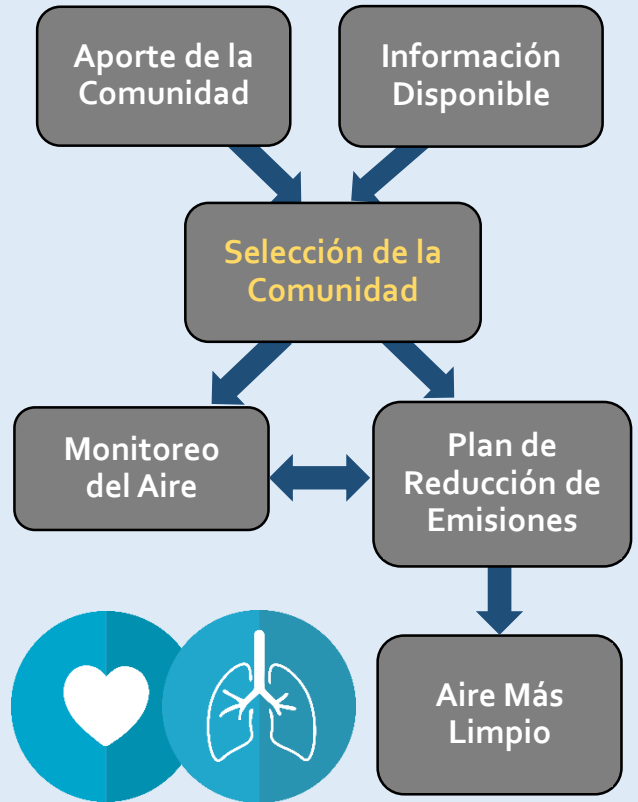 Aporte de la
Comunidad
Información
Disponible
Selección de la
Comunidad
Monitoreo
del Aire
Plan de
Reducción de
Emisiones
Aire Más
Limpio